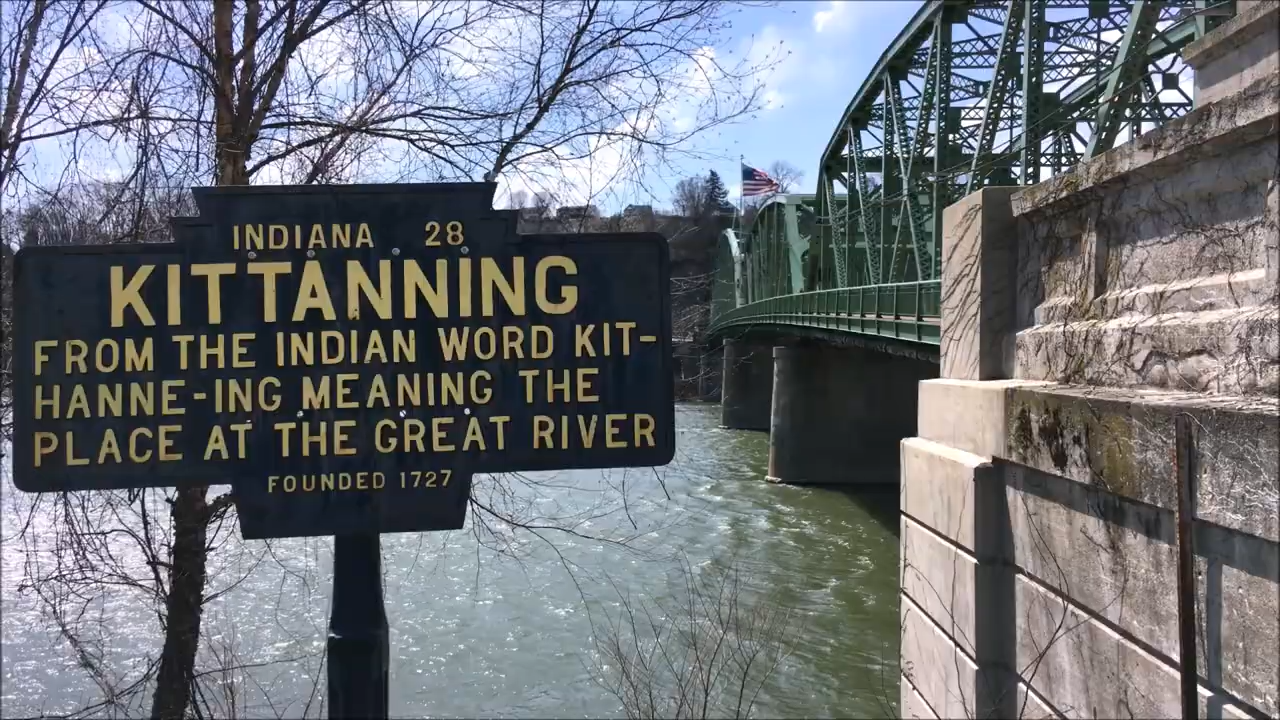 INDIANA 28
KITTANNING
FROM THE INDIAN WORD KIT-
HANNE-ING MEANING THE
PLACE AT THE GREAT RIVER
FOUNDED 1727